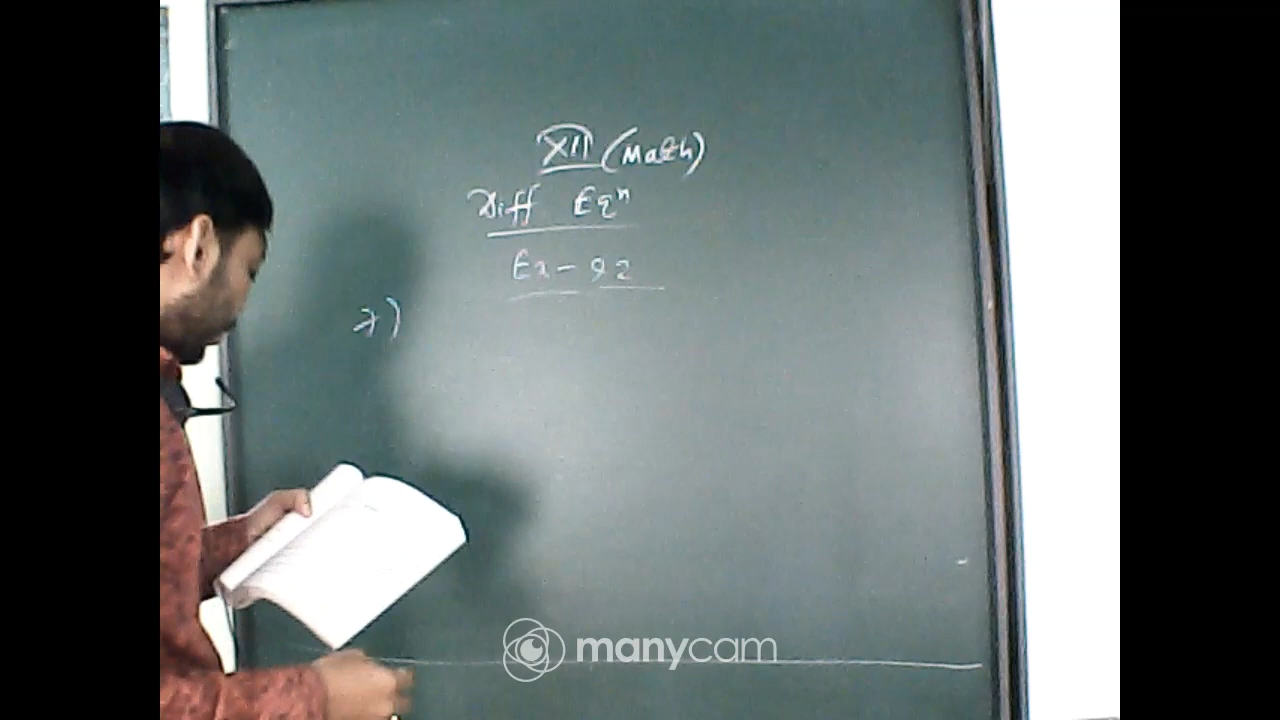 XII (Math)
Diff Eqⁿ
Ex - 9.2
7)
manycam